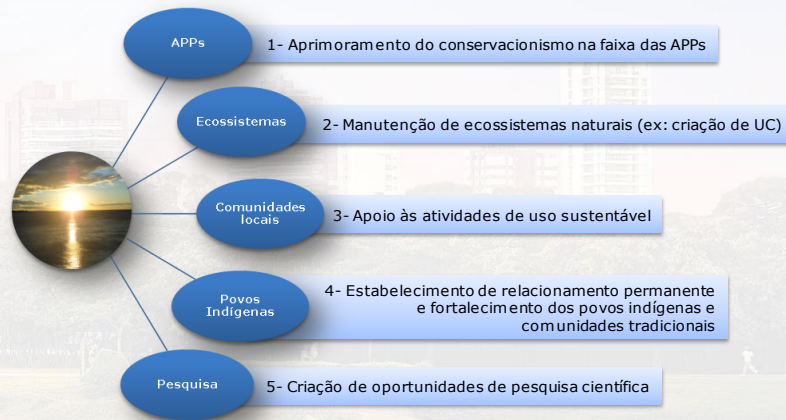 APPs
1- Aprimoramento do conservacionismo na faixa das APPs
Ecossistemas
2- Manutenção de ecossistemas naturais (ex: criação de UC)
Comunidades
locais
3- Apoio às atividades de uso sustentável
Povos
Indígenas
4- Estabelecimento de relacionamento permanente
e fortalecimento dos povos indígenas e
comunidades tradicionais
Pesquisa
5- Criação de oportunidades de pesquisa científica